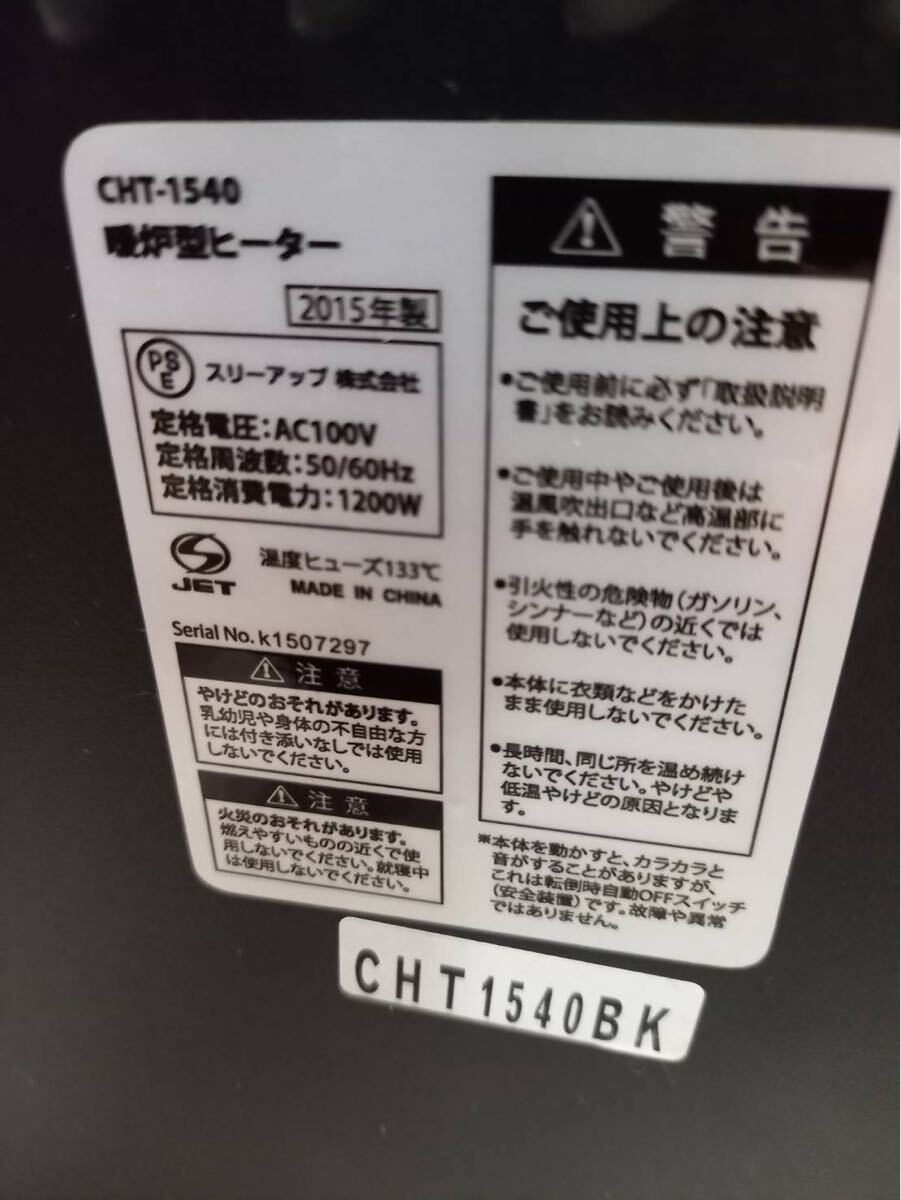 CHT-1540
暖炉型ヒーター
2015年製
PSE
スリーアップ 株式会社
定格電圧:AC100V
定格周波数:50/60Hz
定格消費電力:1200W
JET
温度ヒューズ133℃
MADE IN CHINA
Serial No. k1507297
注意
やけどのおそれがあります。
乳幼児や身体の不自由な方
には付き添いなしでは使用
しないでください。
注意
火災のおそれがあります。
燃えやすいものの近くで使
用しないでください。就寝中
は使用しないでください。
警告
ご使用上の注意
•ご使用前に必ず「取扱説明
書」をお読みください。
•ご使用中やご使用後は
温風吹出口など高温部に
手を触れないでください。
•引火性の危険物(ガソリン、
シンナーなど)の近くでは
使用しないでください。
•本体に衣類などをかけた
まま使用しないでください。
•長時間、同じ所を温め続け
ないでください。やけどや
低温やけどの原因となりま
す。
※本体を動かすと、カラカラと
音がすることがありますが、
これは転倒時自動OFFスイッチ
(安全装置)です。故障や異常
ではありません。
CHT1540BK